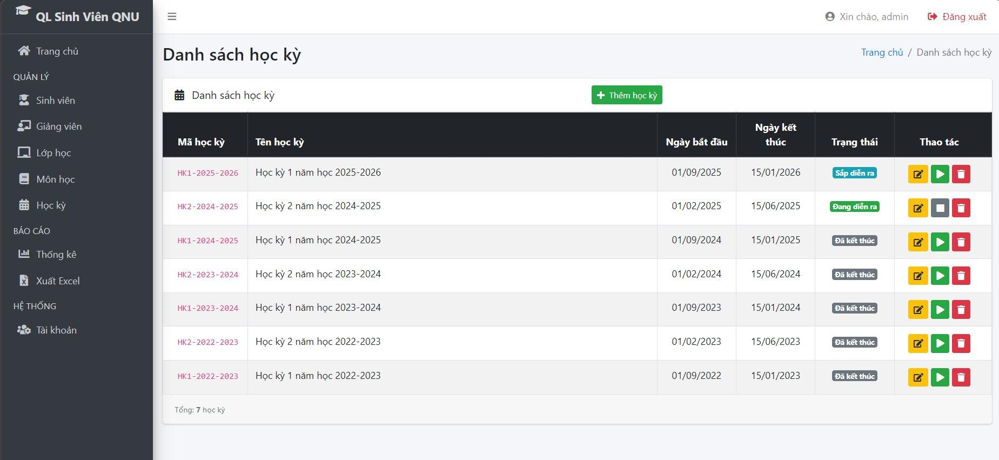 QL Sinh Viên QNU
Xin chào, admin
Đăng xuất
Trang chủ
QUẢN LÝ
Sinh viên
Giảng viên
Lớp học
Môn học
Học kỳ
BÁO CÁO
Thống kê
Xuất Excel
HỆ THỐNG
Tài khoản
Danh sách học kỳ
Trang chủ / Danh sách học kỳ
Danh sách học kỳ
Thêm học kỳ
Mã học kỳ Tên học kỳ Ngày bắt đầu Ngày kết thúc Trạng thái Thao tác
HK1-2025-2026 Học kỳ 1 năm học 2025-2026 01/09/2025 15/01/2026 Sắp diễn ra
HK2-2024-2025 Học kỳ 2 năm học 2024-2025 01/02/2025 15/06/2025 Đang diễn ra
HK1-2024-2025 Học kỳ 1 năm học 2024-2025 01/09/2024 15/01/2025 Đã kết thúc
HK2-2023-2024 Học kỳ 2 năm học 2023-2024 01/02/2024 15/06/2024 Đã kết thúc
HK1-2023-2024 Học kỳ 1 năm học 2023-2024 01/09/2023 15/01/2024 Đã kết thúc
HK2-2022-2023 Học kỳ 2 năm học 2022-2023 01/02/2023 15/06/2023 Đã kết thúc
HK1-2022-2023 Học kỳ 1 năm học 2022-2023 01/09/2022 15/01/2023 Đã kết thúc
Tổng: 7 học kỳ